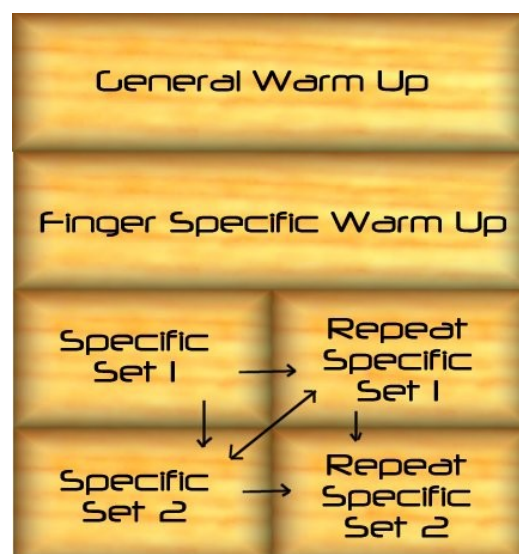 General Warm Up
Finger Specific Warm Up
Specific
Set 1
Repeat
Specific
Set 1
Specific
Set 2
Repeat
Specific
Set 2